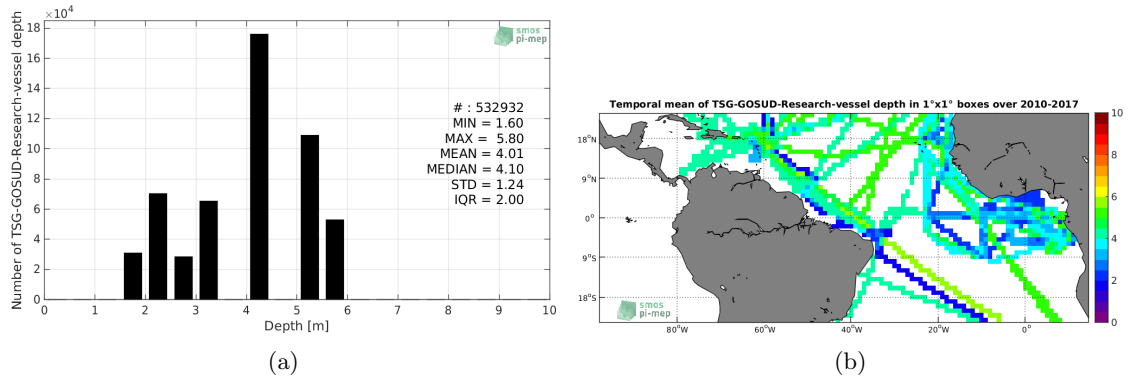 ×10⁴
18
16
14
12
10
8
6
4
2
0
Number of TSG-GOSUD-Research-vessel depth
smos
pi-mep
# : 532932
MIN = 1.60
MAX = 5.80
MEAN = 4.01
MEDIAN = 4.10
STD = 1.24
IQR = 2.00
0 1 2 3 4 5 6 7 8 9 10
Depth [m]
(a)
Temporal mean of TSG-GOSUD-Research-vessel depth in 1°x1° boxes over 2010-2017
18°N
9°N
0°
9°S
18°S
80°W 60°W 40°W 20°W 0°
smos
pi-mep
10
8
6
4
2
0
(b)